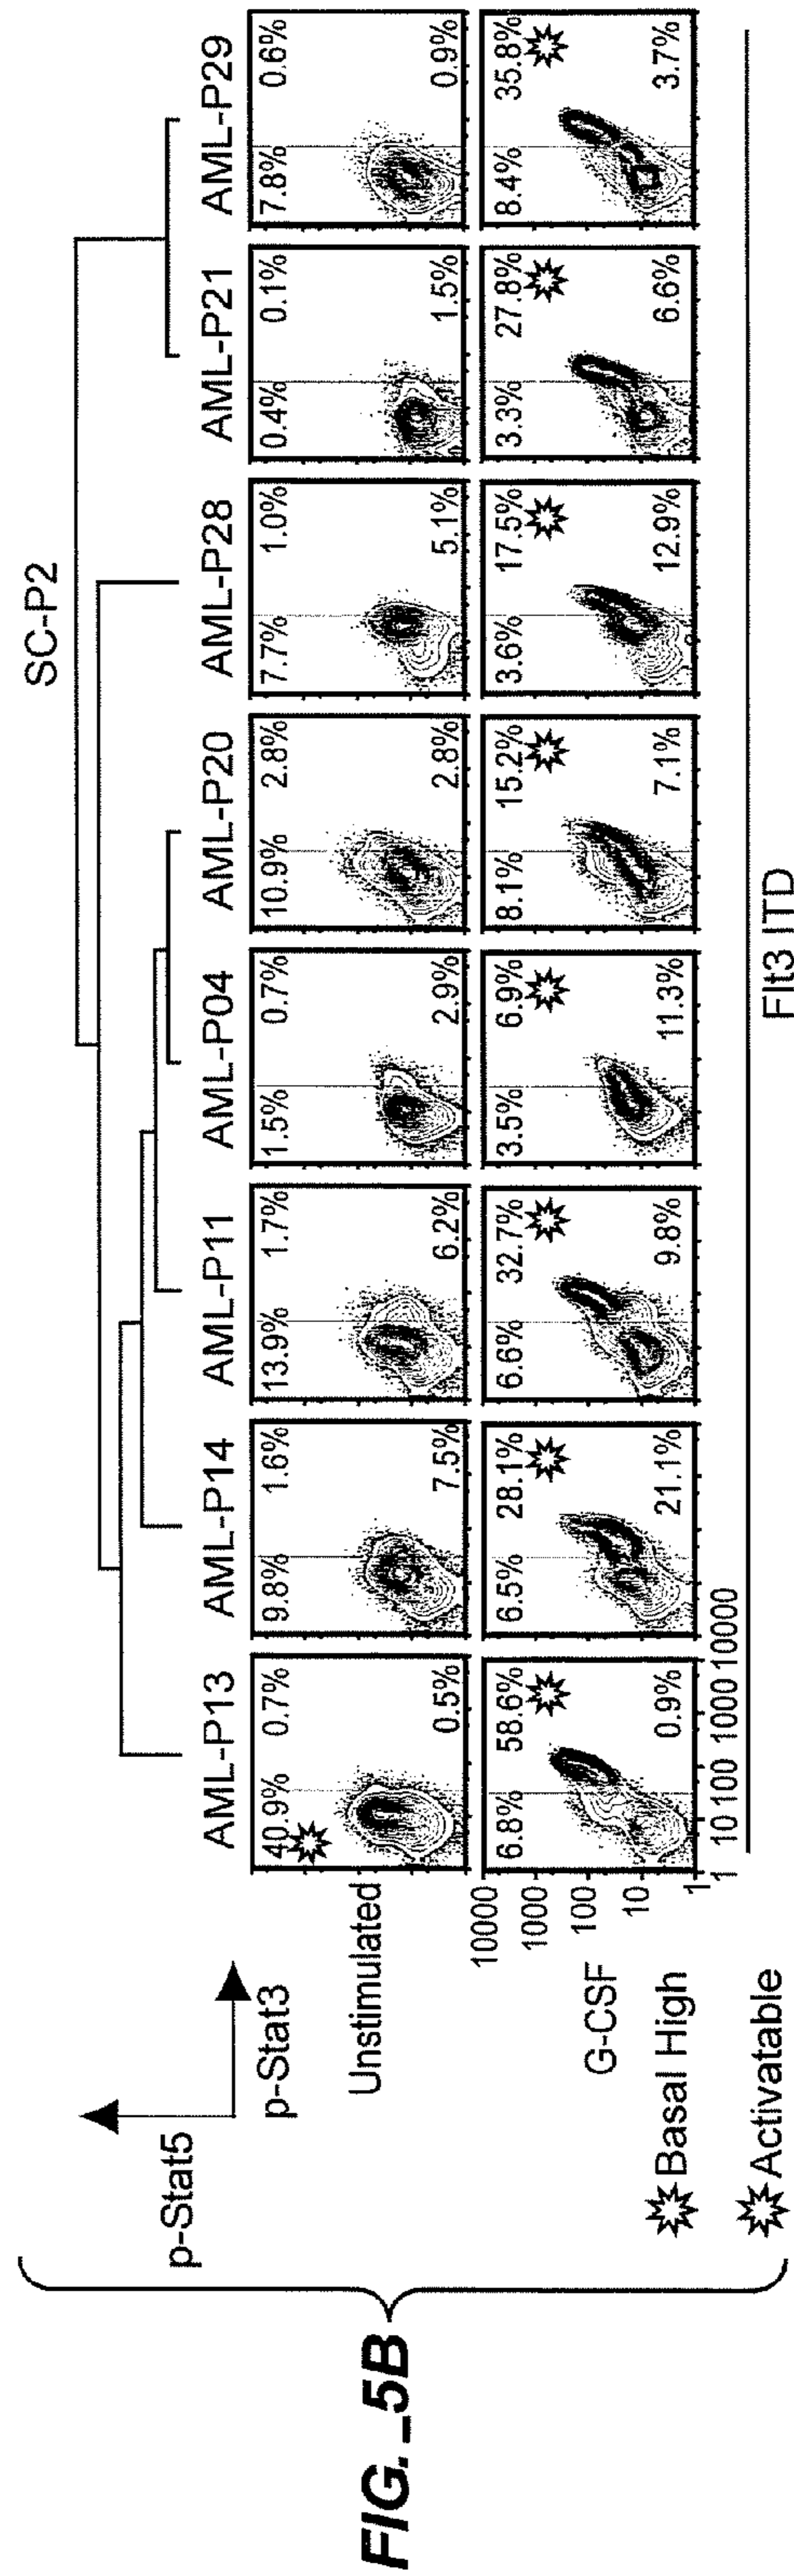 SC-P2
AML-P13 AML-P14 AML-P11 AML-P04 AML-P20 AML-P28 AML-P21 AML-P29
p-Stat5
p-Stat3
Unstimulated
40.9% 0.7% 9.8% 1.6% 13.9% 1.7% 1.5% 0.7% 10.9% 2.8% 7.7% 1.0% 0.4% 0.1% 7.8% 0.6%
0.5% 7.5% 6.2% 2.9% 2.8% 5.1% 1.5% 0.9%
G-CSF
10000
1000
100
10
1
6.8% 58.6% 6.5% 28.1% 6.6% 32.7% 3.5% 6.9% 8.1% 15.2% 3.6% 17.5% 3.3% 27.8% 8.4% 35.8%
0.9% 21.1% 9.8% 11.3% 7.1% 12.9% 6.6% 3.7%
1 10 100 1000 10000
Basal High
Activatable
Flt3 ITD
FIG._5B